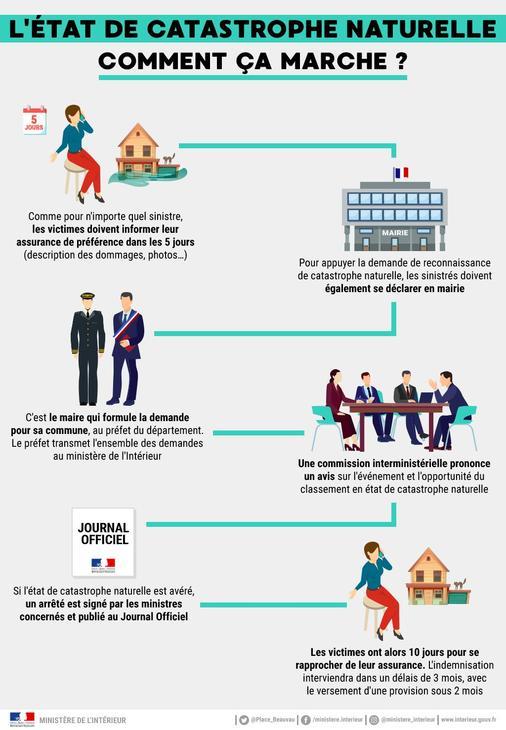 L'ÉTAT DE CATASTROPHE NATURELLE
COMMENT ÇA MARCHE ?
5
JOURS
Comme pour n'importe quel sinistre,
les victimes doivent informer leur
assurance de préférence dans les 5 jours
(description des dommages, photos...)
MAIRIE
Pour appuyer la demande de reconnaissance
de catastrophe naturelle, les sinistrés doivent
également se déclarer en mairie
C'est le maire qui formule la demande
pour sa commune, au préfet du département.
Le préfet transmet l'ensemble des demandes
au ministère de l'Intérieur
Une commission interministérielle prononce
un avis sur l'événement et l'opportunité du
classement en état de catastrophe naturelle
JOURNAL
OFFICIEL
Si l'état de catastrophe naturelle est avéré,
un arrêté est signé par les ministres
concernés et publié au Journal Officiel
Les victimes ont alors 10 jours pour se
rapprocher de leur assurance. L'indemnisation
interviendra dans un délais de 3 mois, avec
le versement d'une provision sous 2 mois
MINISTÈRE DE L'INTÉRIEUR
@Place_Beauvau | /ministere.interieur | @ministere_interieur | www.interieur.gouv.fr